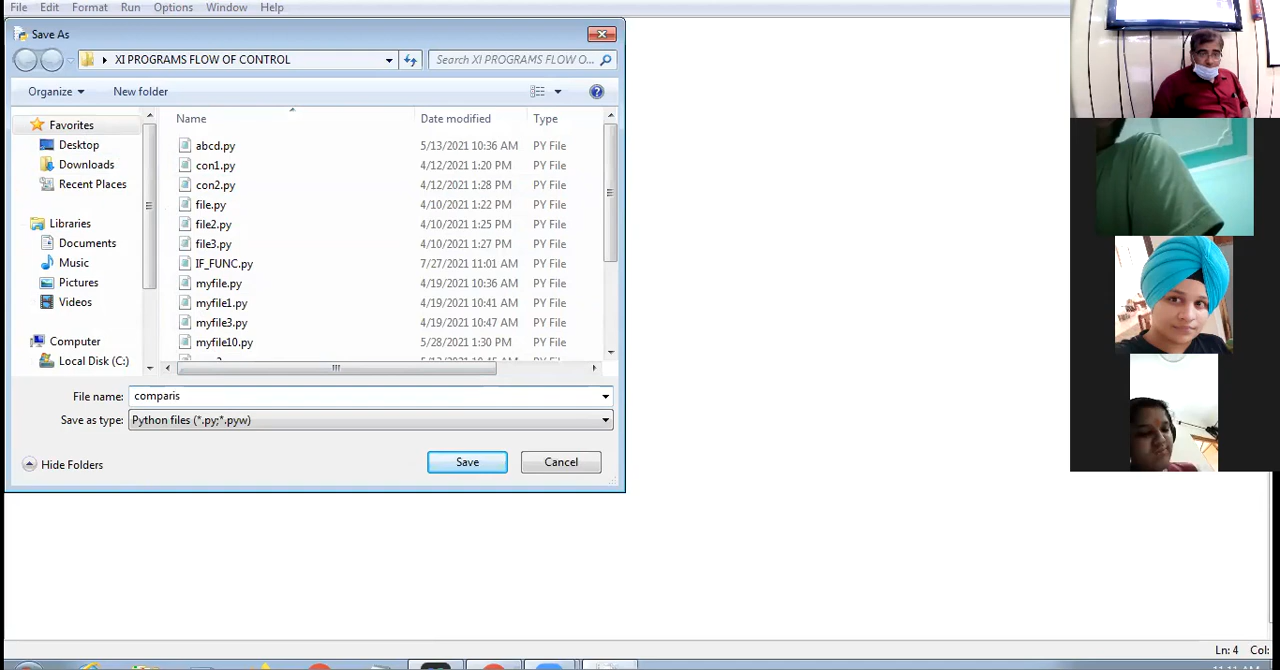 File Edit Format Run Options Window Help
Save As
XI PROGRAMS FLOW OF CONTROL
Search XI PROGRAMS FLOW O...
Organize
New folder
Name Date modified Type
Favorites
Desktop
Downloads
Recent Places
Libraries
Documents
Music
Pictures
Videos
Computer
Local Disk (C:)
abcd.py 5/13/2021 10:36 AM PY File
con1.py 4/12/2021 1:20 PM PY File
con2.py 4/12/2021 1:28 PM PY File
file.py 4/10/2021 1:22 PM PY File
file2.py 4/10/2021 1:25 PM PY File
file3.py 4/10/2021 1:27 PM PY File
IF_FUNC.py 7/27/2021 11:01 AM PY File
myfile.py 4/19/2021 10:36 AM PY File
myfile1.py 4/19/2021 10:41 AM PY File
myfile3.py 4/19/2021 10:47 AM PY File
myfile10.py 5/28/2021 1:30 PM PY File
File name: comparis
Save as type: Python files (*.py;*.pyw)
Hide Folders
Save
Cancel
Ln: 4 Col: